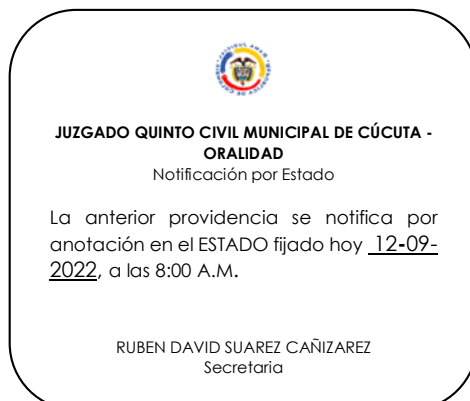 JUZGADO QUINTO CIVIL MUNICIPAL DE CÚCUTA -
ORALIDAD
Notificación por Estado
La anterior providencia se notifica por
anotación en el ESTADO fijado hoy 12-09-
2022, a las 8:00 A.M.
RUBEN DAVID SUAREZ CAÑIZAREZ
Secretaria